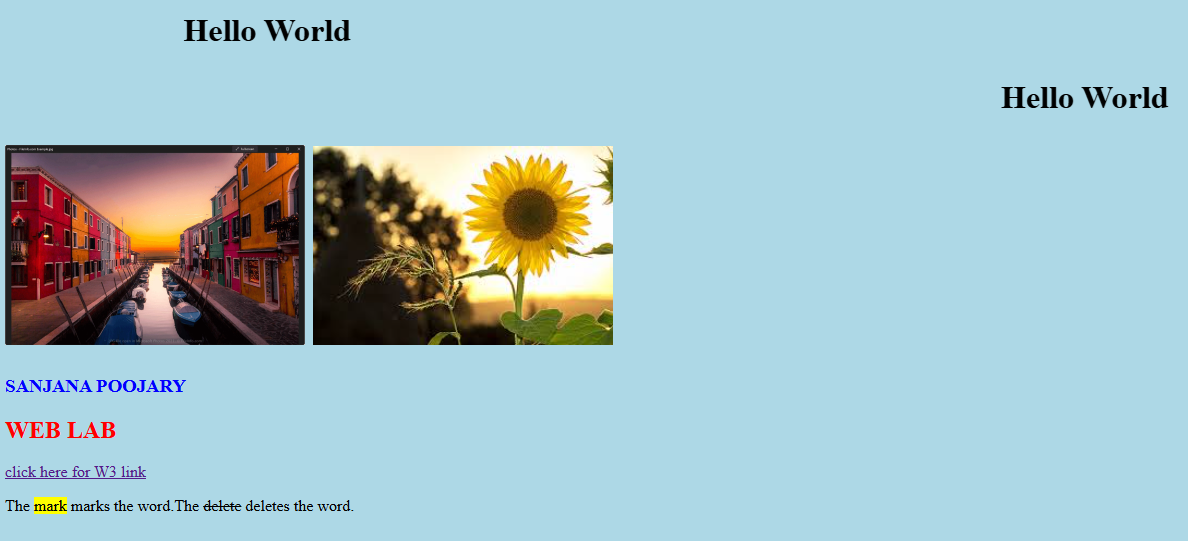 Hello World
Hello World
SANJANA POOJARY
WEB LAB
click here for W3 link
The mark marks the word.The delete deletes the word.